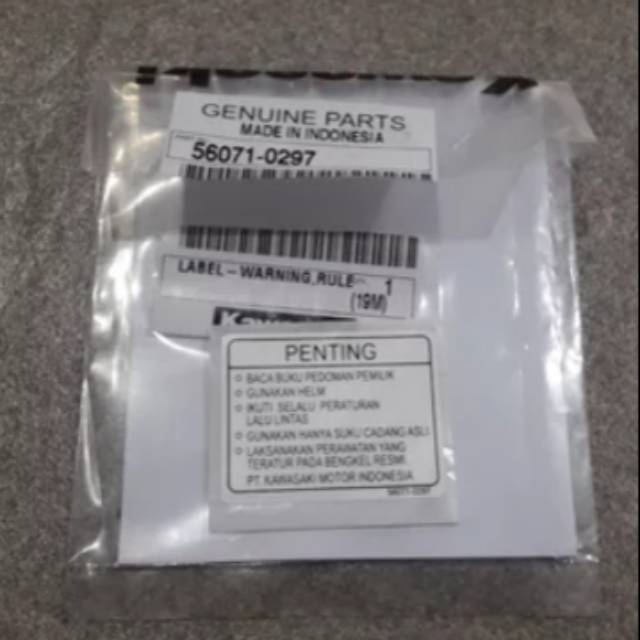 GENUINE PARTS
MADE IN INDONESIA
56071-0297
LABEL-WARNING,RULE 1
(19M)
PENTING
○ BACA BUKU PEDOMAN PEMILIK
○ GUNAKAN HELM
○ IKUTI SELALU PERATURAN
LALU LINTAS
○ GUNAKAN HANYA SUKU CADANG ASLI
○ LAKSANAKAN PERAWATAN YANG
TERATUR PADA BENGKEL RESMI
PT. KAWASAKI MOTOR INDONESIA